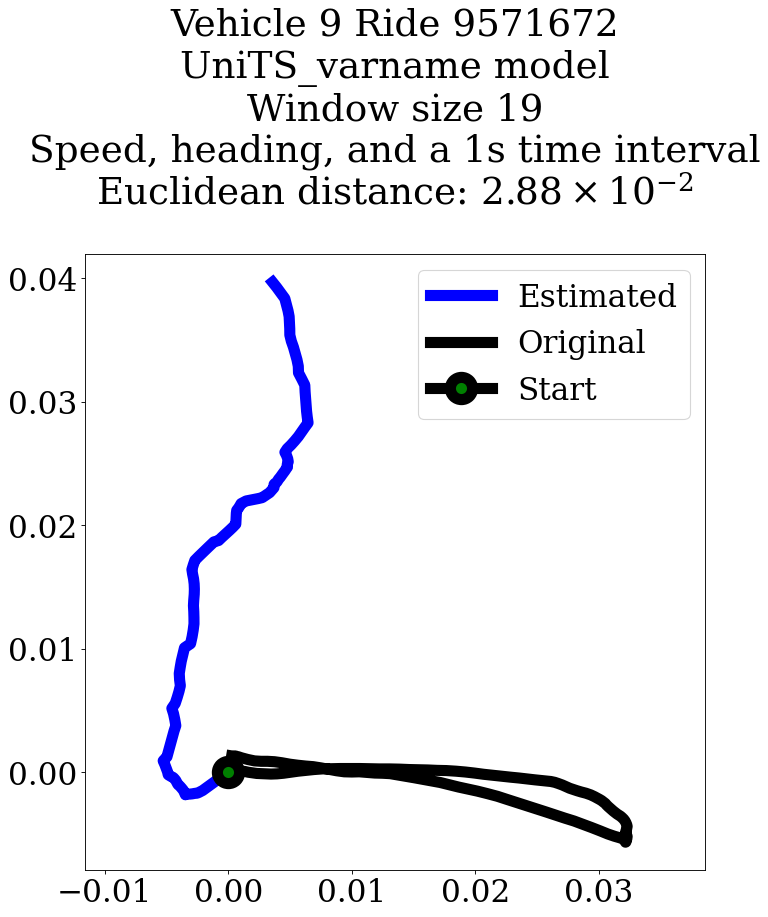 Vehicle 9 Ride 9571672
UniTS_varname model
Window size 19
Speed, heading, and a 1s time interval
Euclidean distance: 2.88 × 10⁻²
Estimated
Original
Start
0.04
0.03
0.02
0.01
0.00
−0.01 0.00 0.01 0.02 0.03